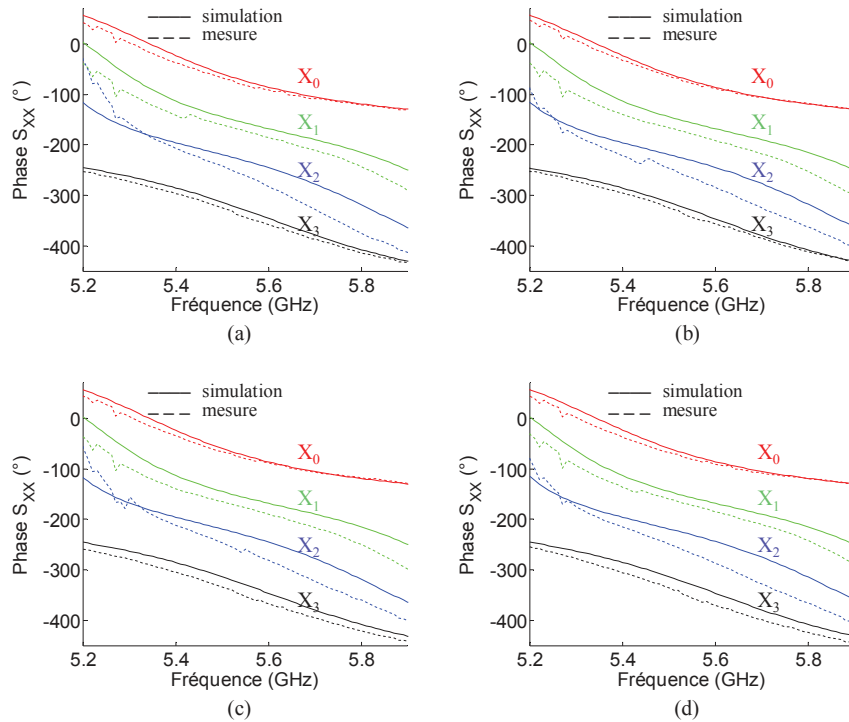 simulation
mesure
0
-100
-200
-300
-400
Phase S_XX (°)
X_0
X_1
X_2
X_3
5.2 5.4 5.6 5.8
Fréquence (GHz)
(a)
simulation
mesure
0
-100
-200
-300
-400
Phase S_XX (°)
X_0
X_1
X_2
X_3
5.2 5.4 5.6 5.8
Fréquence (GHz)
(b)
simulation
mesure
0
-100
-200
-300
-400
Phase S_XX (°)
X_0
X_1
X_2
X_3
5.2 5.4 5.6 5.8
Fréquence (GHz)
(c)
simulation
mesure
0
-100
-200
-300
-400
Phase S_XX (°)
X_0
X_1
X_2
X_3
5.2 5.4 5.6 5.8
Fréquence (GHz)
(d)